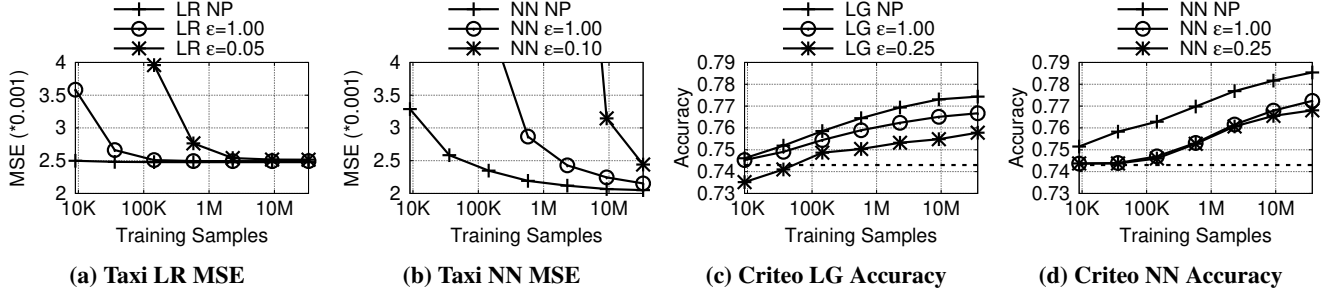 LR NP
LR ε=1.00
LR ε=0.05
MSE (*0.001)
4
3.5
3
2.5
2
10K 100K 1M 10M
Training Samples
(a) Taxi LR MSE
NN NP
NN ε=1.00
NN ε=0.10
MSE (*0.001)
4
3.5
3
2.5
2
10K 100K 1M 10M
Training Samples
(b) Taxi NN MSE
LG NP
LG ε=1.00
LG ε=0.25
Accuracy
0.79
0.78
0.77
0.76
0.75
0.74
0.73
10K 100K 1M 10M
Training Samples
(c) Criteo LG Accuracy
NN NP
NN ε=1.00
NN ε=0.25
Accuracy
0.79
0.78
0.77
0.76
0.75
0.74
0.73
10K 100K 1M 10M
Training Samples
(d) Criteo NN Accuracy